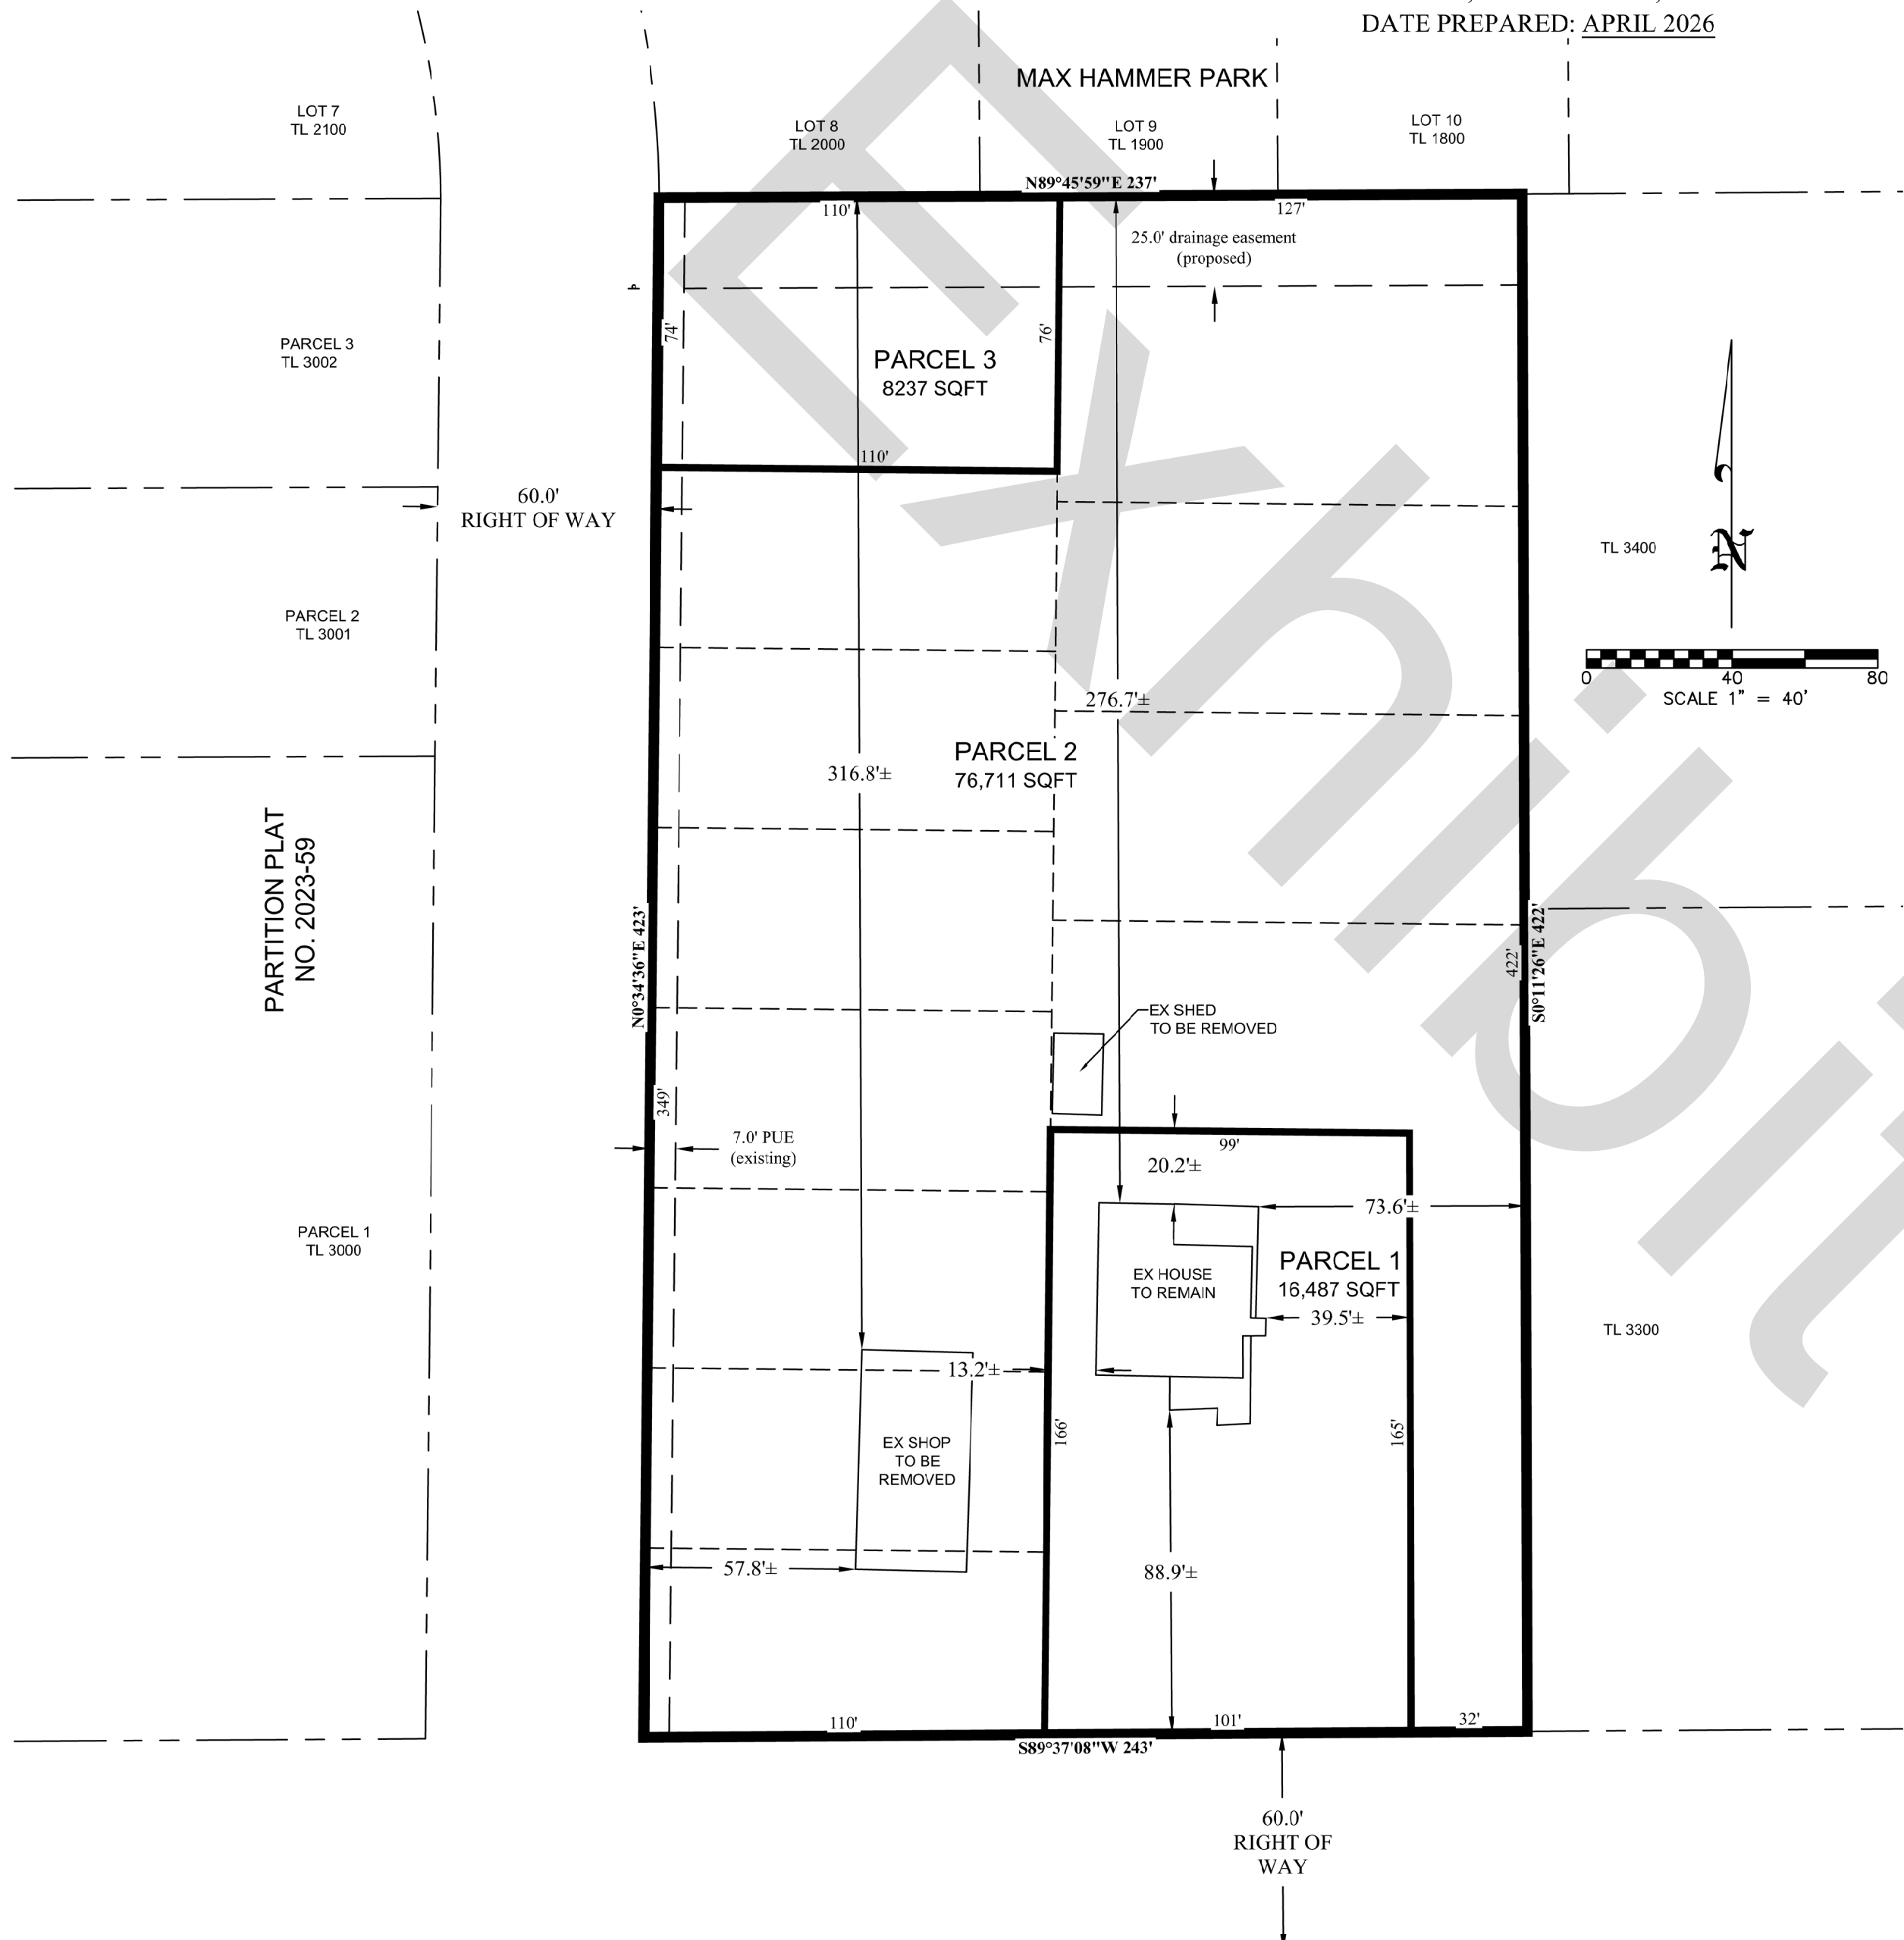 DATE PREPARED: APRIL 2026
MAX HAMMER PARK
LOT 7
TL 2100
LOT 8
TL 2000
LOT 9
TL 1900
LOT 10
TL 1800
N89°45'59"E 237'
110'
127'
25.0' drainage easement
(proposed)
74'
76'
PARCEL 3
8237 SQFT
110'
PARCEL 3
TL 3002
60.0'
RIGHT OF WAY
TL 3400
N
0
40
80
SCALE 1" = 40'
PARCEL 2
TL 3001
276.7'±
PARCEL 2
76,711 SQFT
316.8'±
PARTITION PLAT
NO. 2023-59
N0°34'36"E 423'
422'
S0°11'26"E 422'
EX SHED
TO BE REMOVED
349'
7.0' PUE
(existing)
99'
20.2'±
73.6'±
PARCEL 1
TL 3000
PARCEL 1
16,487 SQFT
EX HOUSE
TO REMAIN
39.5'±
TL 3300
13.2'±
166'
165'
EX SHOP
TO BE
REMOVED
57.8'±
88.9'±
110'
101'
32'
S89°37'08"W 243'
60.0'
RIGHT OF
WAY
Exhibit